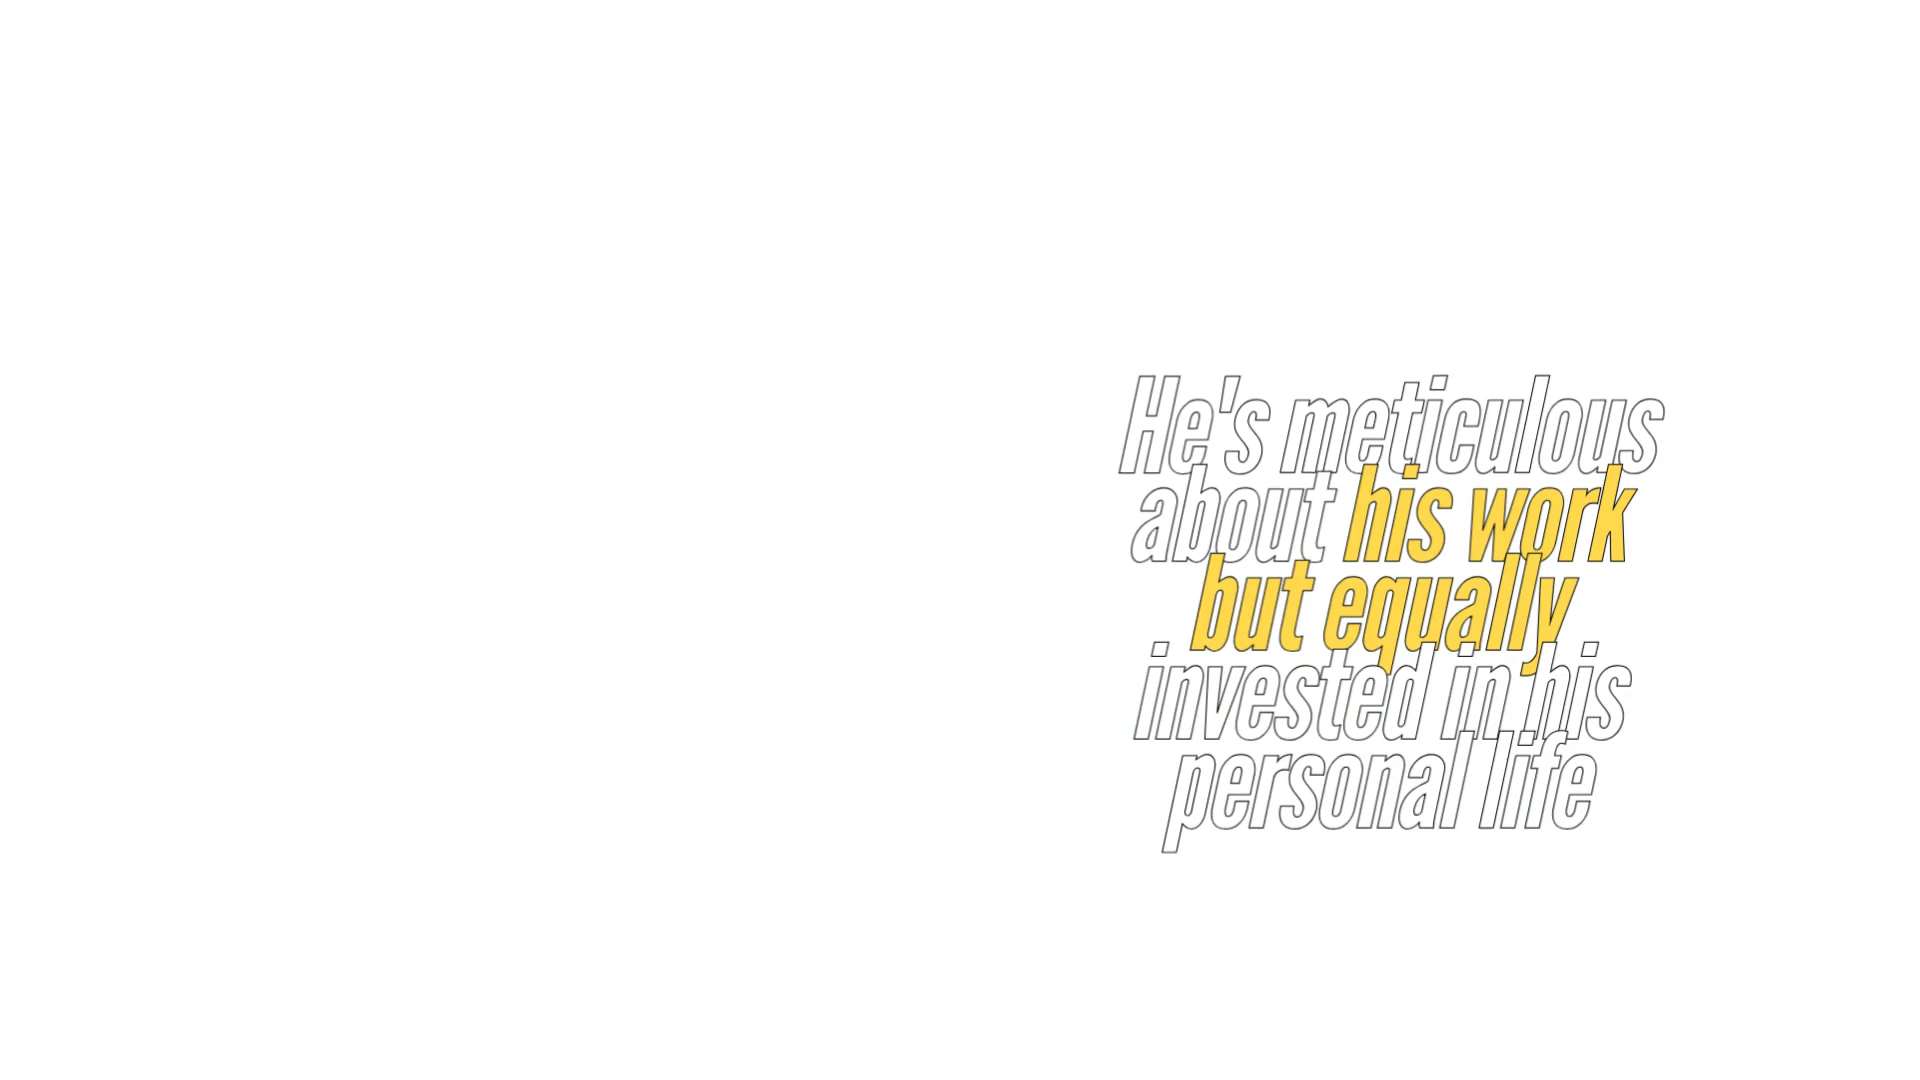 He's meticulous
about his work
but equally
invested in his
personal life